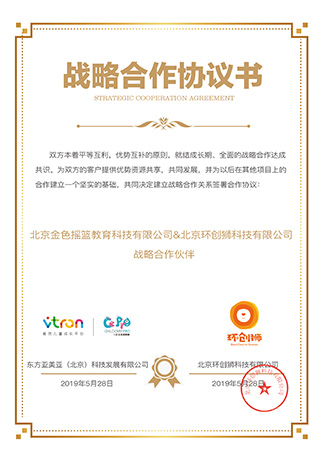 战略合作协议书
STRATEGIC COOPERATION AGREEMENT
双方本着平等互利、优势互补的原则，就结成长期、全面的战略合作达成
共识。为双方的客户提供优势资源共享，共同发展，并为以后在其他项目上的
合作建立一个坚实的基础，共同决定建立战略合作关系签署合作协议：
北京金色摇篮教育科技有限公司&北京环创狮科技有限公司
战略合作伙伴
vtron
环创狮
东方亚美亚（北京）科技发展有限公司
北京环创狮科技有限公司
2019年5月28日
2019年5月28日